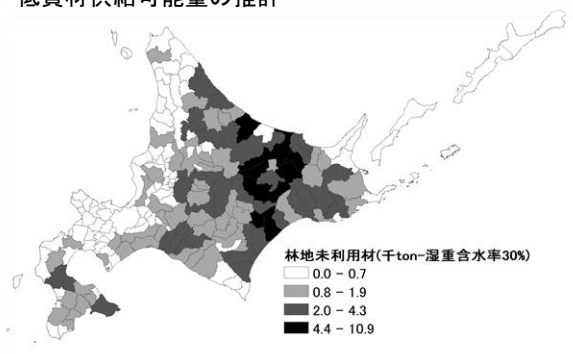 低質材供給可能量の推計
林地未利用材(千ton-湿重含水率30%)
0.0 - 0.7
0.8 - 1.9
2.0 - 4.3
4.4 - 10.9